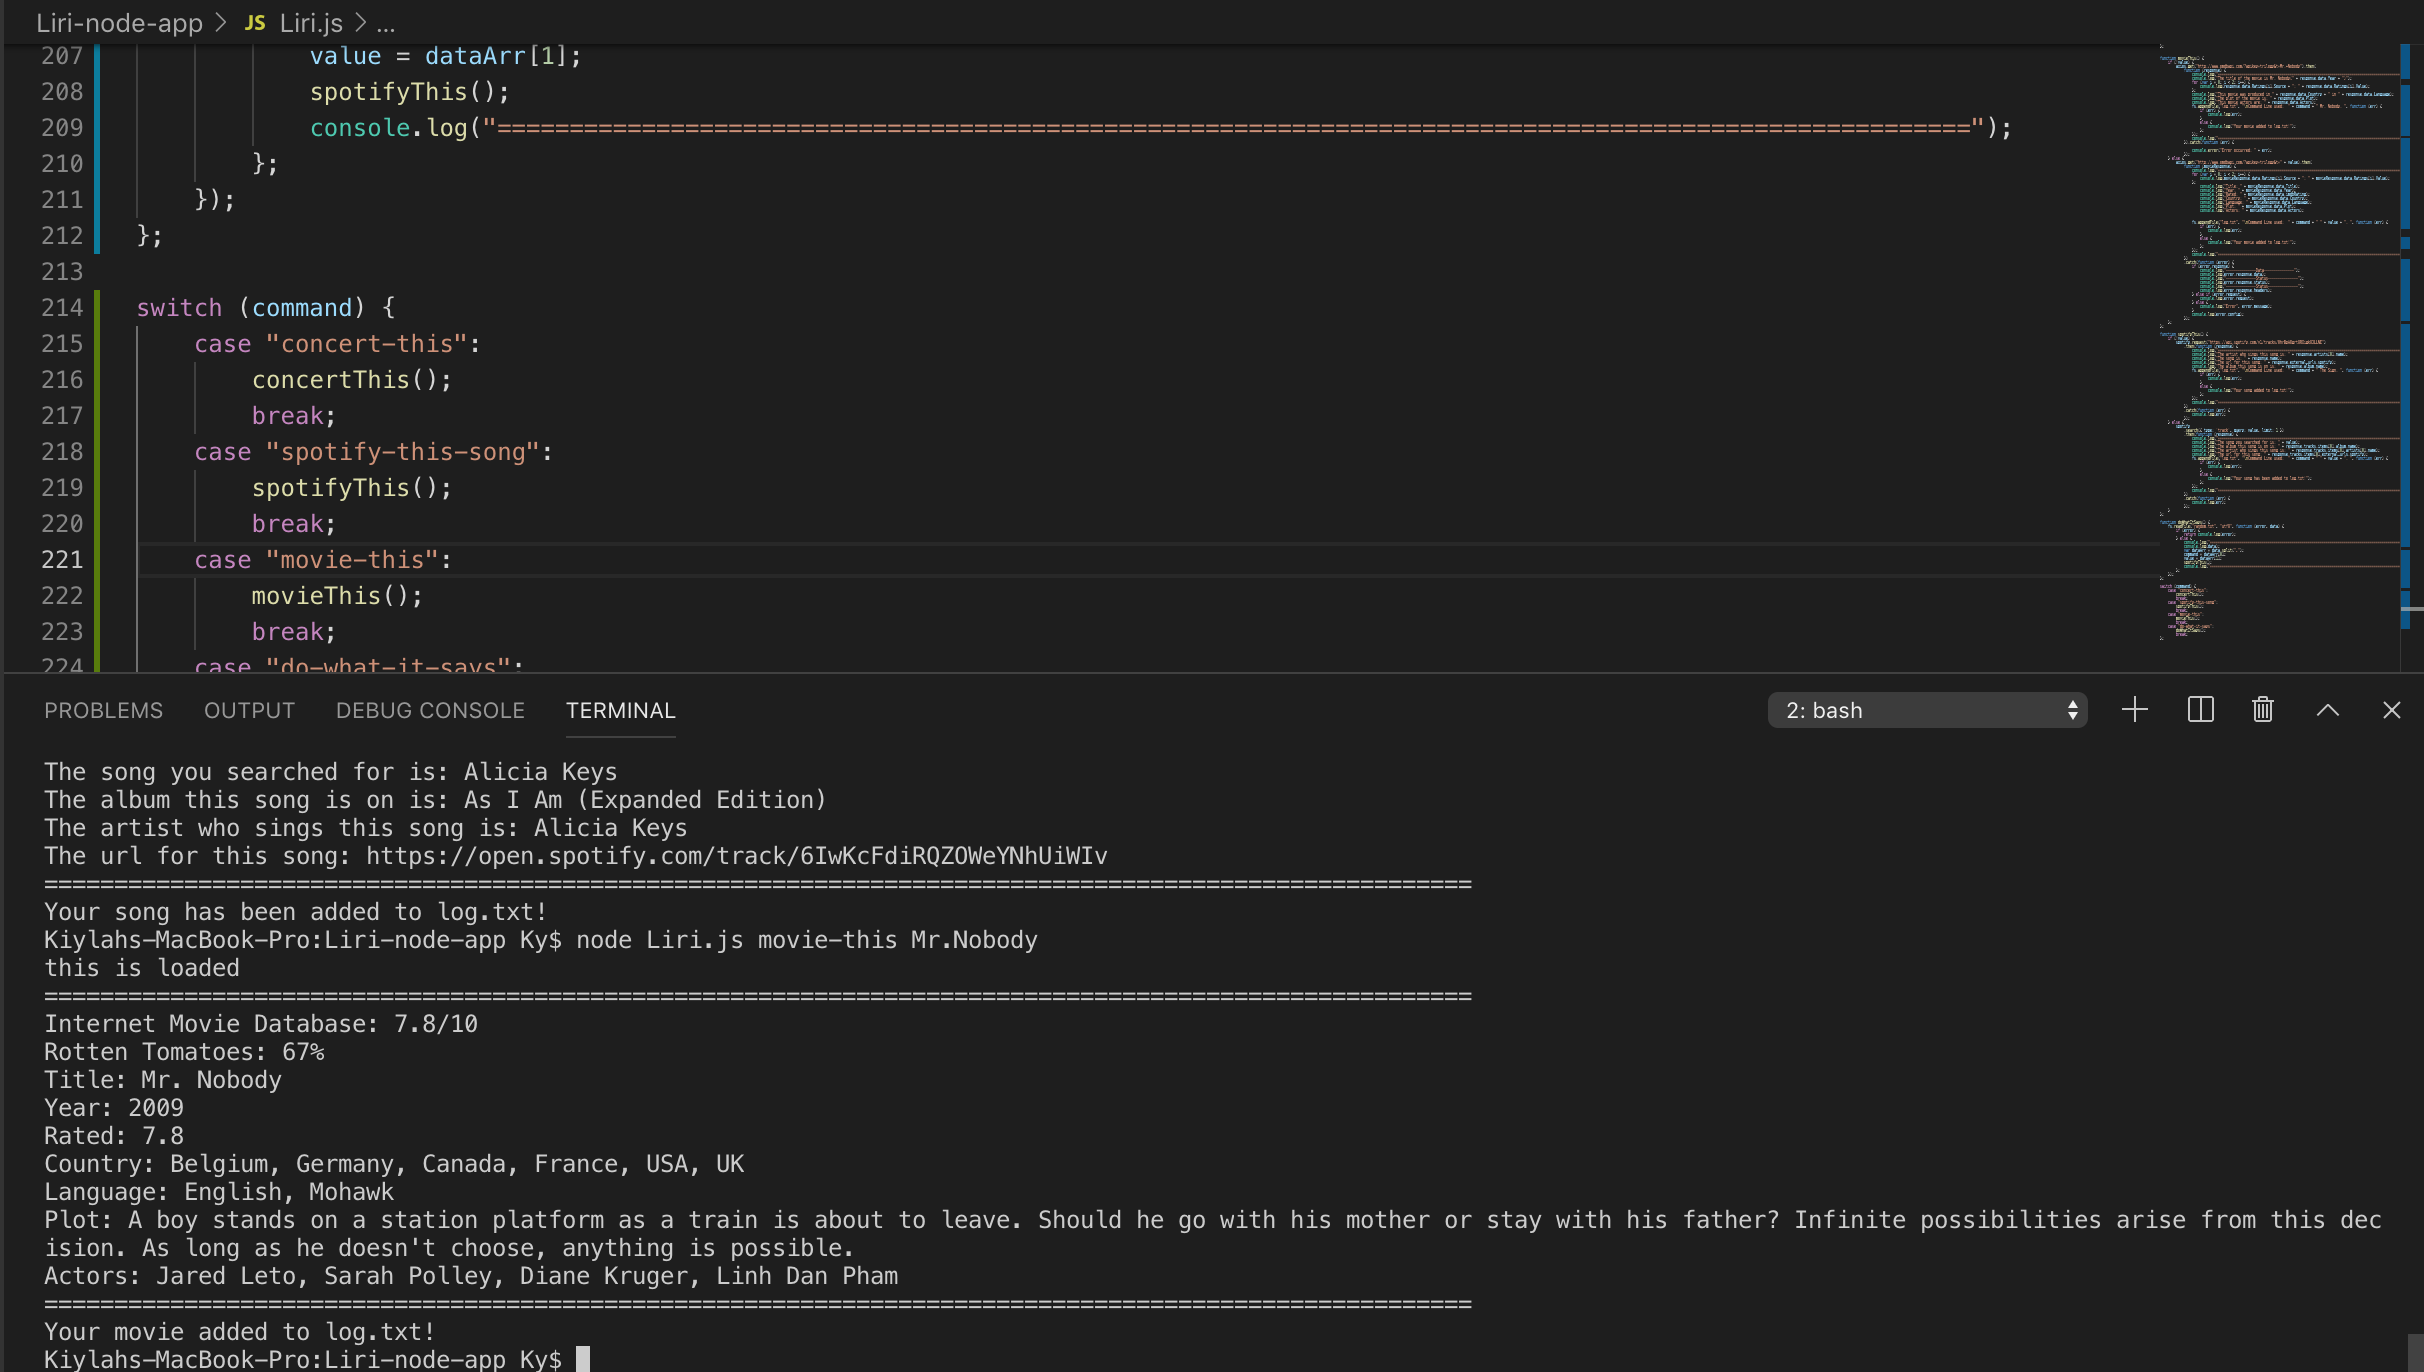 Liri-node-app > JS Liri.js > ...
207 value = dataArr[1];
208 spotifyThis();
209 console.log("======================================================================================================");
210 };
211 });
212 };
213
214 switch (command) {
215 case "concert-this":
216 concertThis();
217 break;
218 case "spotify-this-song":
219 spotifyThis();
220 break;
221 case "movie-this":
222 movieThis();
223 break;
224 case "do-what-it-says":
PROBLEMS OUTPUT DEBUG CONSOLE TERMINAL 2: bash
The song you searched for is: Alicia Keys
The album this song is on is: As I Am (Expanded Edition)
The artist who sings this song is: Alicia Keys
The url for this song: https://open.spotify.com/track/6IwKcFdiRQZOWeYNhUiWIv
======================================================================================================
Your song has been added to log.txt!
Kiylahs-MacBook-Pro:Liri-node-app Ky$ node Liri.js movie-this Mr.Nobody
this is loaded
======================================================================================================
Internet Movie Database: 7.8/10
Rotten Tomatoes: 67%
Title: Mr. Nobody
Year: 2009
Rated: 7.8
Country: Belgium, Germany, Canada, France, USA, UK
Language: English, Mohawk
Plot: A boy stands on a station platform as a train is about to leave. Should he go with his mother or stay with his father? Infinite possibilities arise from this dec
ision. As long as he doesn't choose, anything is possible.
Actors: Jared Leto, Sarah Polley, Diane Kruger, Linh Dan Pham
======================================================================================================
Your movie added to log.txt!
Kiylahs-MacBook-Pro:Liri-node-app Ky$